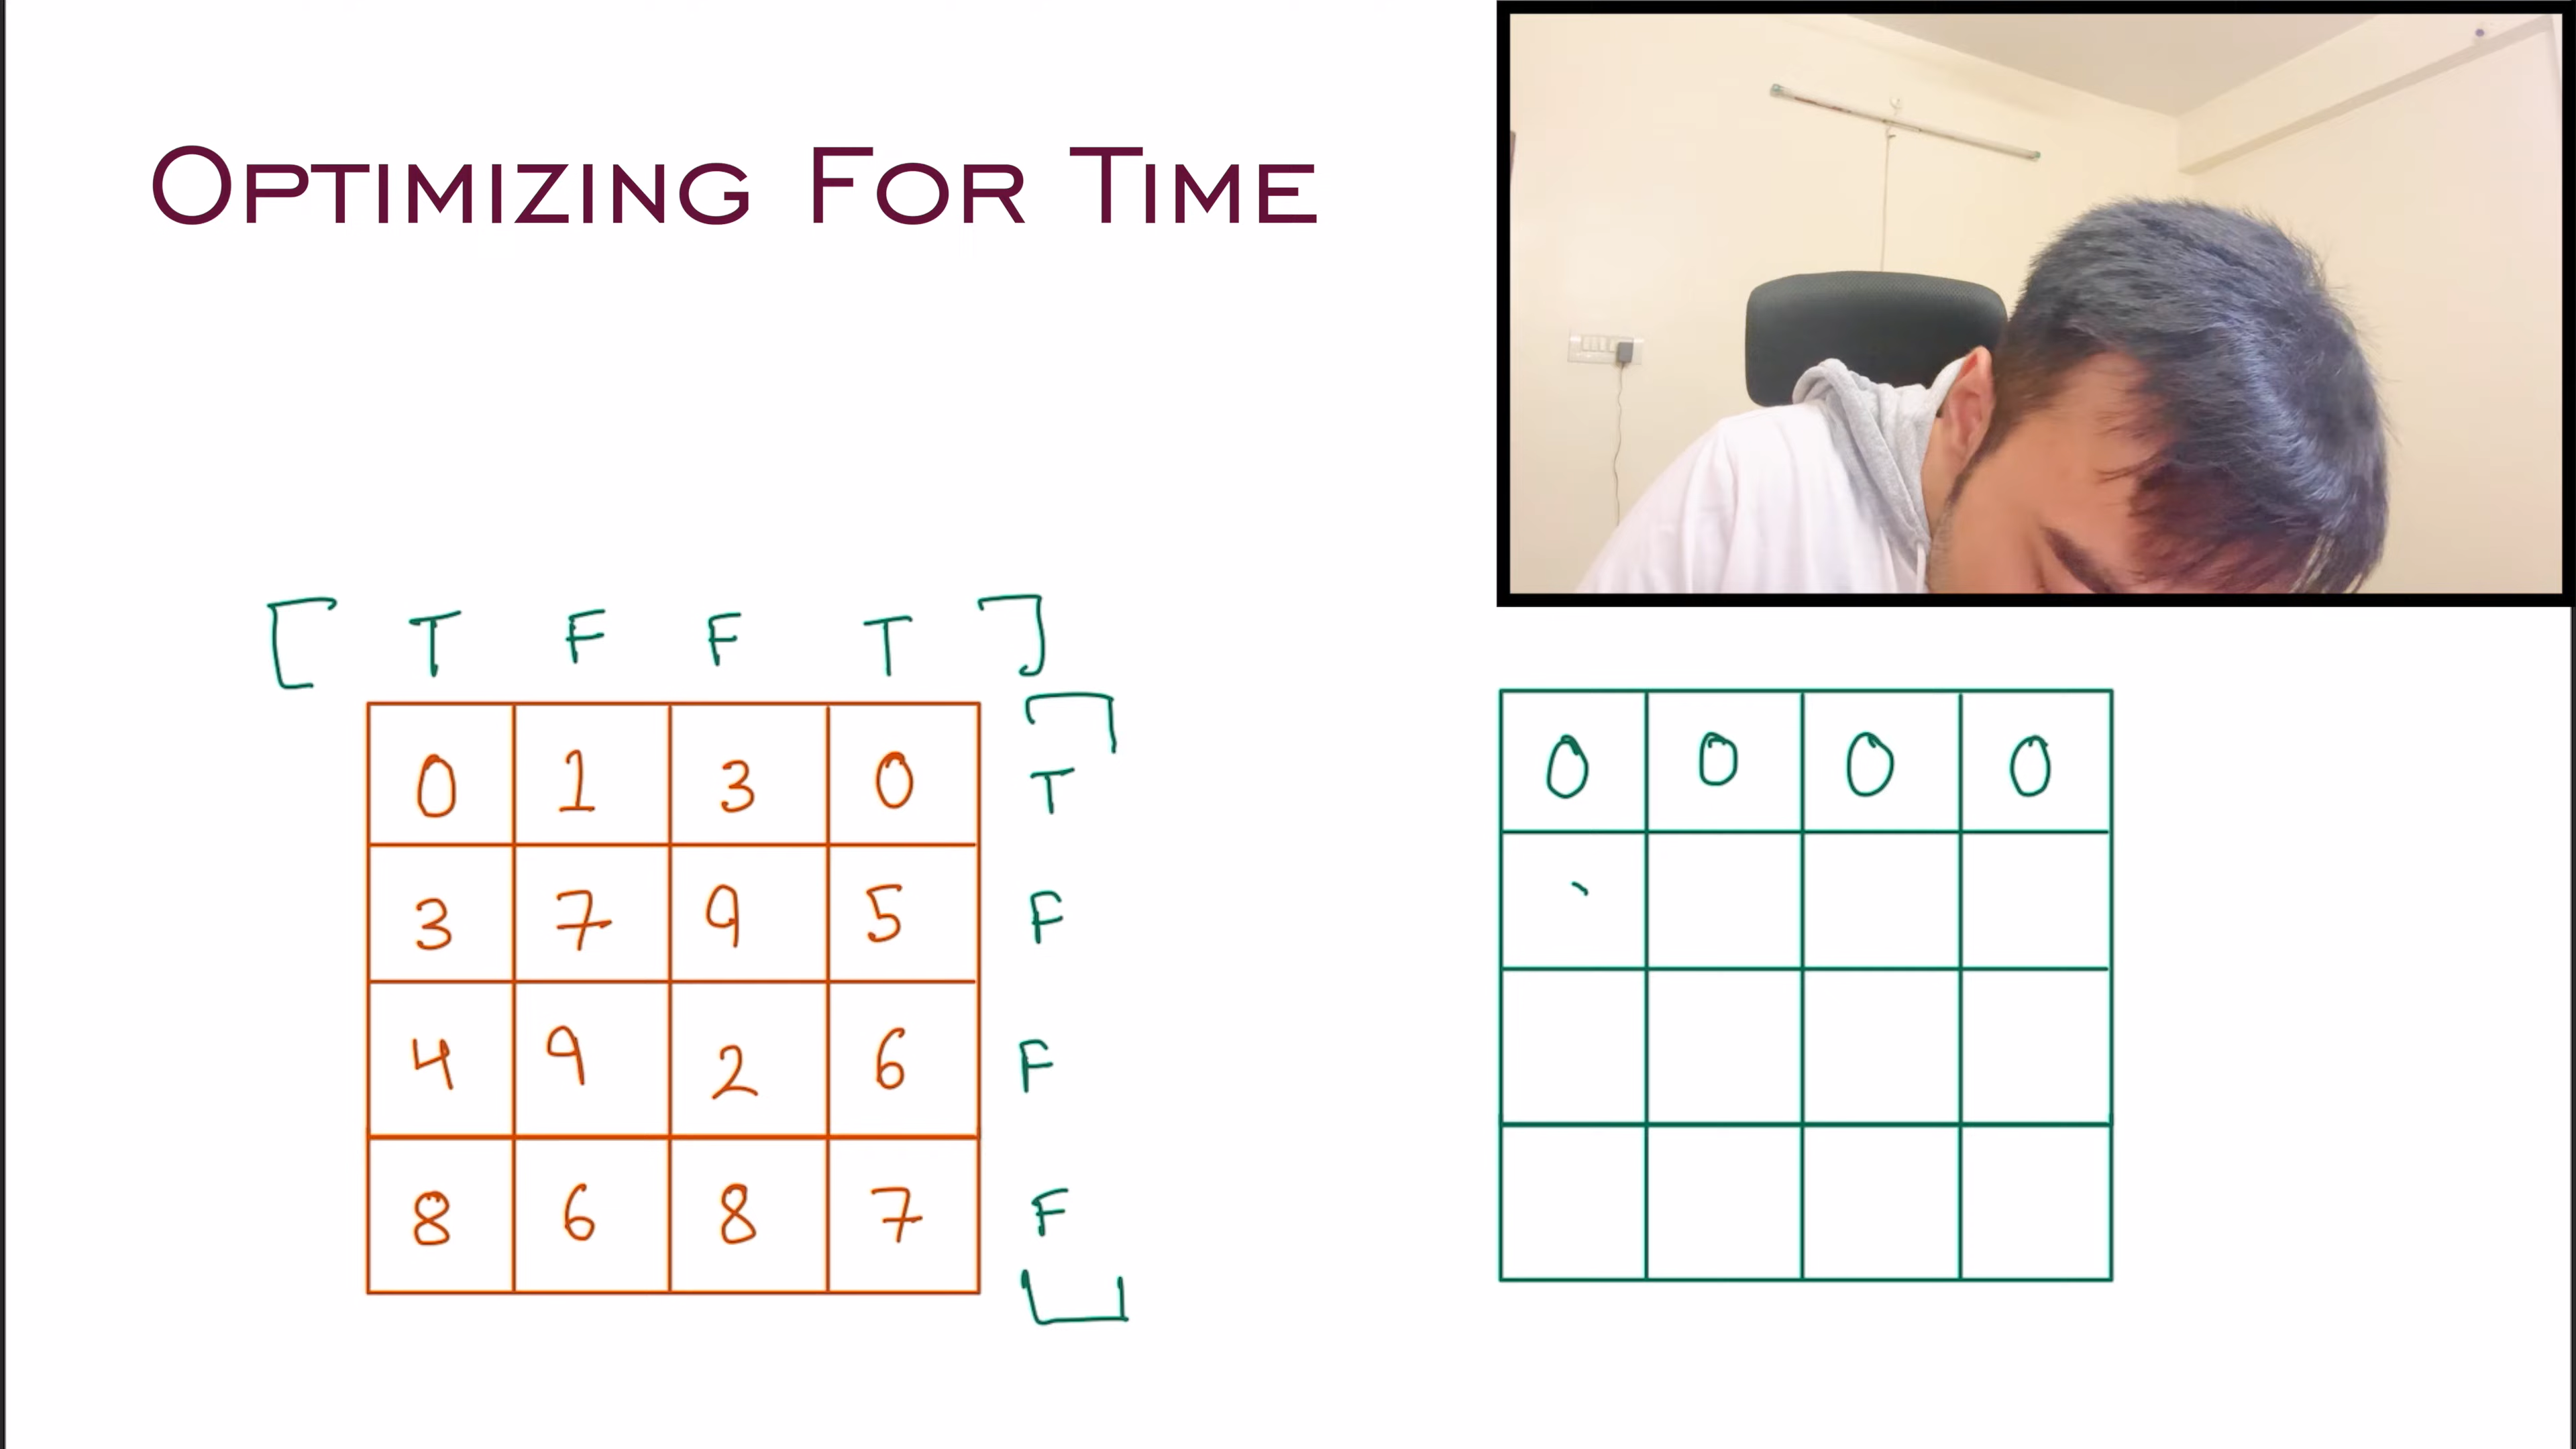 OPTIMIZING FOR TIME
[ T F F T ]
0 1 3 0 T
3 7 9 5 F
4 9 2 6 F
8 6 8 7 F
0 0 0 0